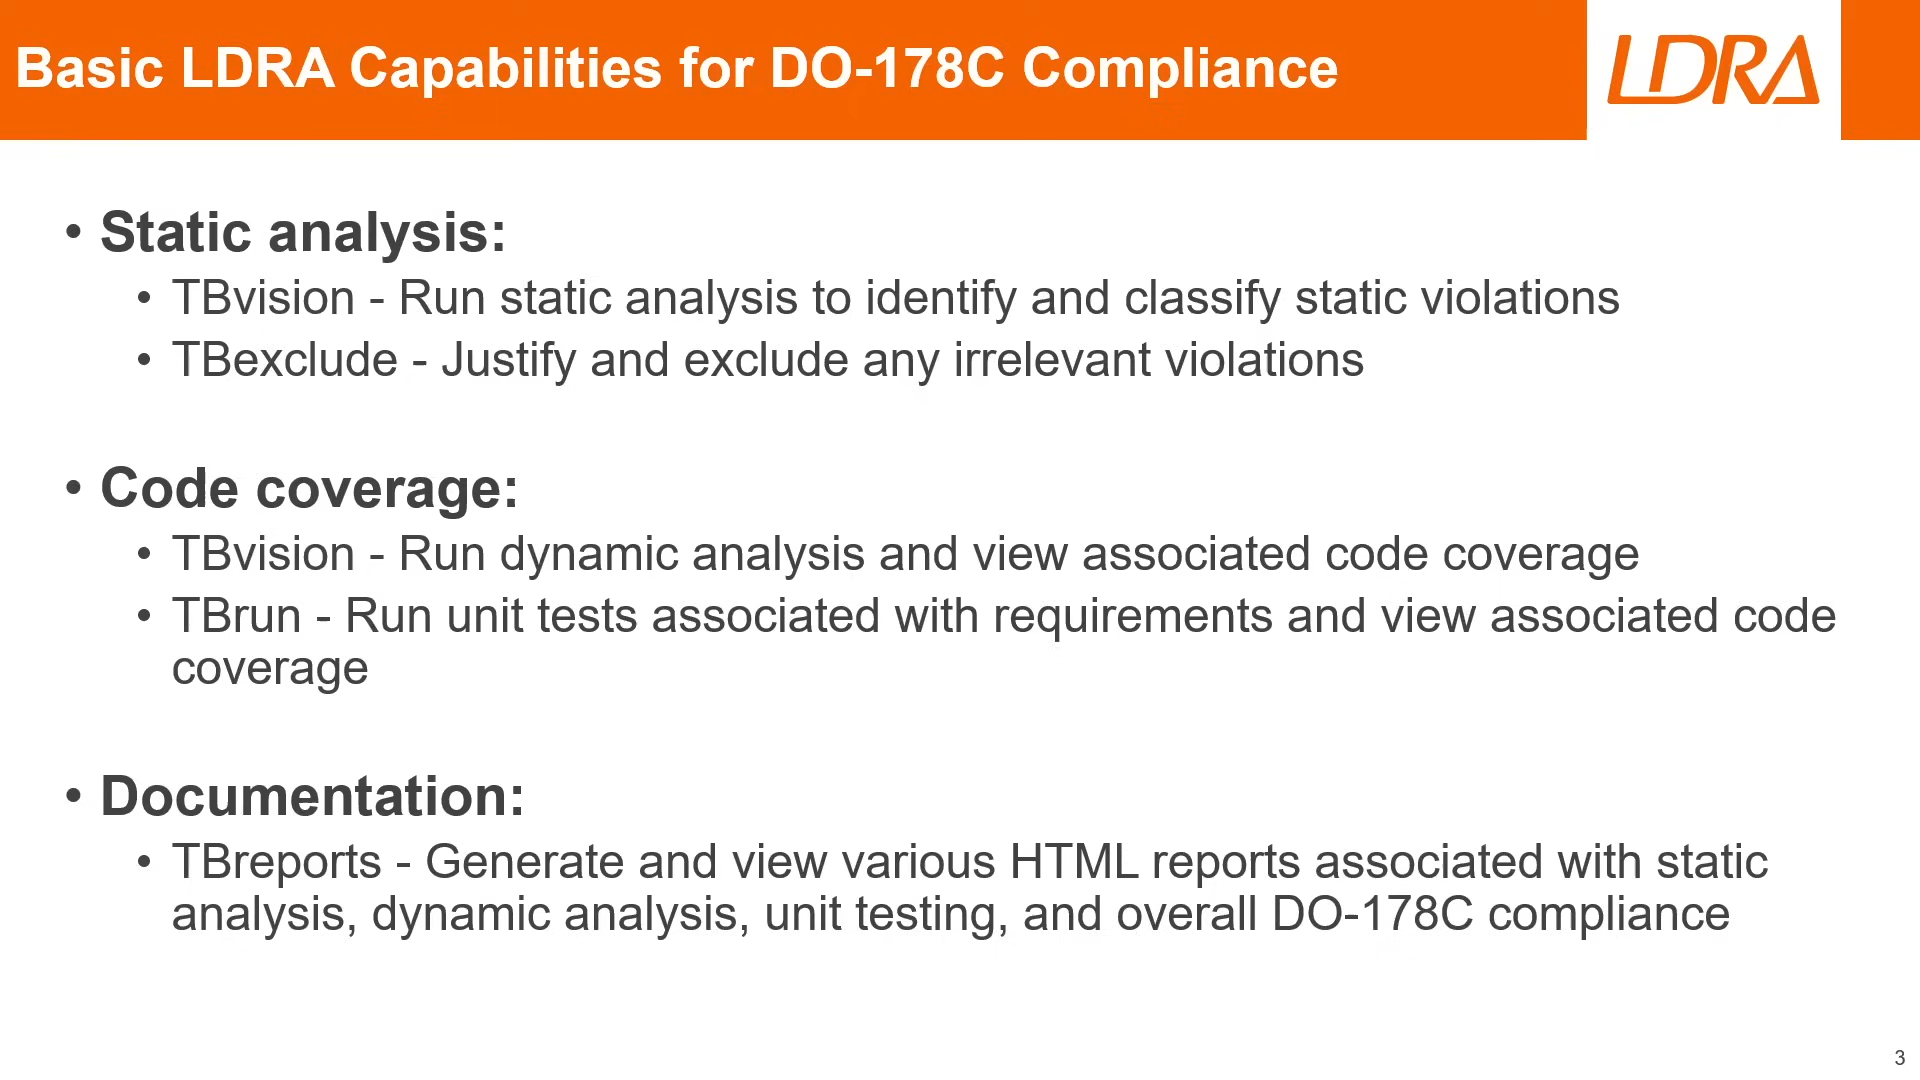 Basic LDRA Capabilities for DO-178C Compliance
LDRA
• Static analysis:
• TBvision - Run static analysis to identify and classify static violations
• TBexclude - Justify and exclude any irrelevant violations
• Code coverage:
• TBvision - Run dynamic analysis and view associated code coverage
• TBrun - Run unit tests associated with requirements and view associated code
coverage
• Documentation:
• TBreports - Generate and view various HTML reports associated with static
analysis, dynamic analysis, unit testing, and overall DO-178C compliance
3